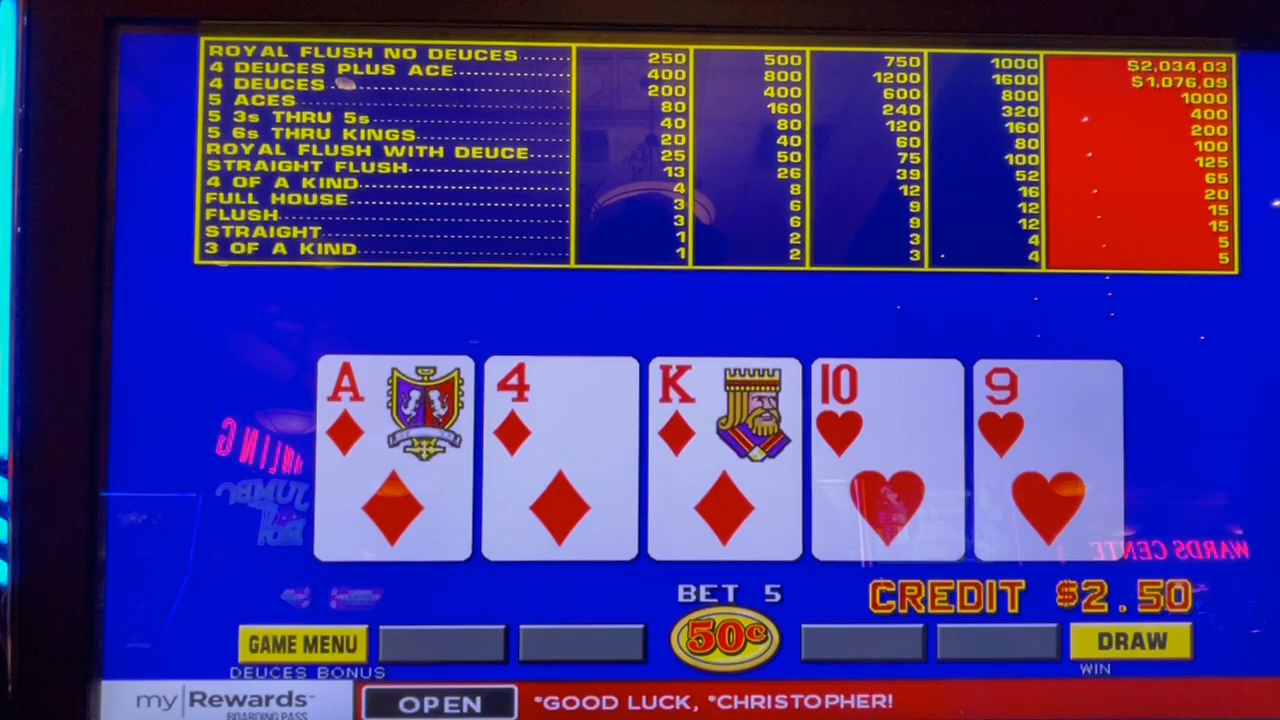 ROYAL FLUSH NO DEUCES 250 500 750 1000 $2,034.03
4 DEUCES PLUS ACE 400 800 1200 1600 $1,076.09
4 DEUCES 200 400 600 800 1000
5 ACES 80 160 240 320 400
5 3s THRU 5s 40 80 120 160 200
5 6s THRU KINGS 20 40 60 80 100
ROYAL FLUSH WITH DEUCE 25 50 75 100 125
STRAIGHT FLUSH 13 26 39 52 65
4 OF A KIND 4 8 12 16 20
FULL HOUSE 3 6 9 12 15
FLUSH 3 6 9 12 15
STRAIGHT 1 2 3 4 5
3 OF A KIND 1 2 3 4 5
A 4 K 10 9
WARDS CENTE
BET 5 CREDIT $2.50
GAME MENU 50¢ DRAW
DEUCES BONUS WIN
my|Rewards™ OPEN *GOOD LUCK, *CHRISTOPHER!
BOARDING PASS